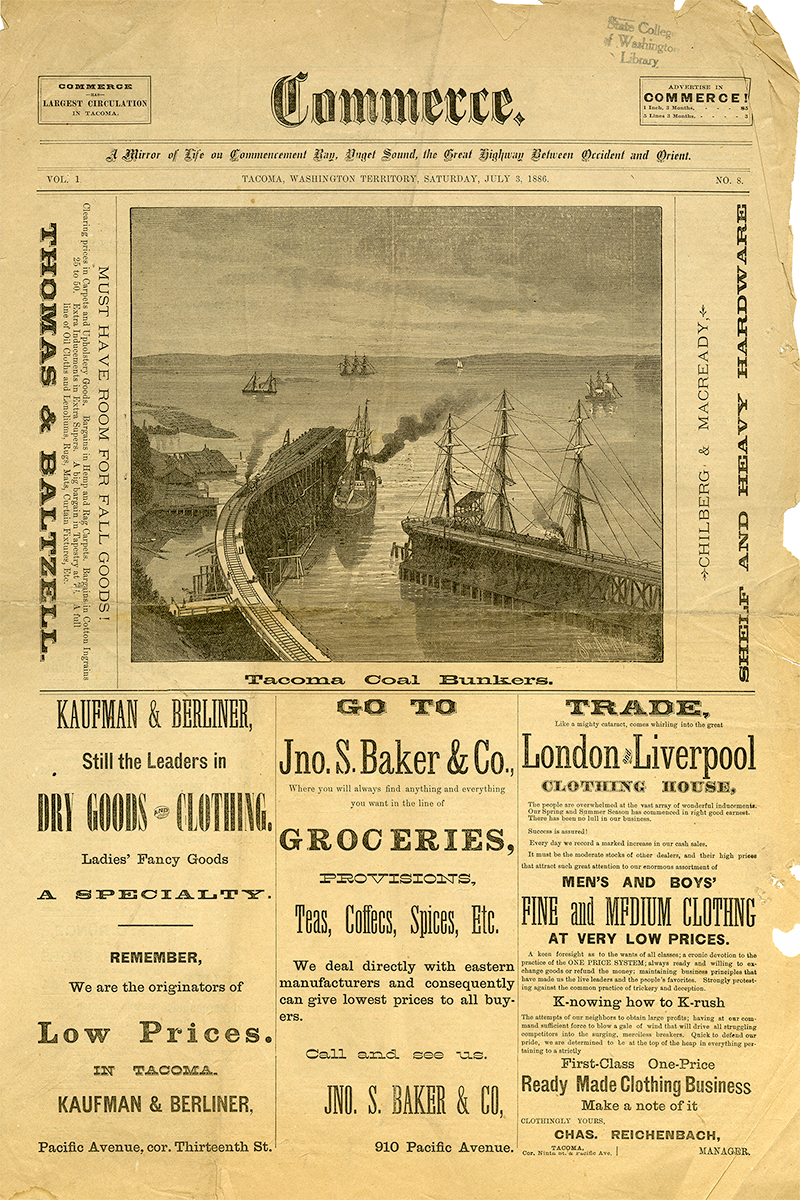 State College
of Washington
Library
COMMERCE
—HAS—
LARGEST CIRCULATION
IN TACOMA.
Commerce.
ADVERTISE IN
COMMERCE!
1 Inch, 3 Months, - - - - $5
5 Lines 3 Months, - - - - - 3
A Mirror of Life on Commencement Bay, Puget Sound, the Great Highway Between Occident and Orient.
VOL. 1.
TACOMA, WASHINGTON TERRITORY, SATURDAY, JULY 3, 1886.
NO. 8.
MUST HAVE ROOM FOR FALL GOODS!
Clearing prices in Carpets and Upholstery Goods. Bargains in Hemp and Rag Carpets. Bargains in Cotton Ingrains
25 to 50. Extra Inducements in Extra Supers. A big bargain in Tapestry at A full
line of Oil Cloths and Lenoliums, Rugs, Mats, Curtain Fixtures, Etc.
THOMAS & BALTZELL.
CHILBERG & MACREADY,
SHELF AND HEAVY HARDWARE
Tacoma Coal Bunkers.
KAUFMAN & BERLINER,
Still the Leaders in
DRY GOODS AND CLOTHING.
Ladies' Fancy Goods
A SPECIALTY.
REMEMBER,
We are the originators of
Low Prices.
IN TACOMA.
KAUFMAN & BERLINER,
Pacific Avenue, cor. Thirteenth St.
GO TO
Jno. S. Baker & Co.,
Where you will always find anything and everything
you want in the line of
GROCERIES,
PROVISIONS,
Teas, Coffecs, Spices, Etc.
We deal directly with eastern
manufacturers and consequently
can give lowest prices to all buy-
ers.
Call and see us.
JNO. S. BAKER & CO,
910 Pacific Avenue.
TRADE,
Like a mighty cataract, comes whirling into the great
London and Liverpool
CLOTHING HOUSE,
The people are overwhelmed at the vast array of wonderful inducements.
Our Spring and Summer Season has commenced in right good earnest.
There has been no lull in our business.
Success is assured!
Every day we record a marked increase in our cash sales.
It must be the moderate stocks of other dealers, and their high prices
that attract such great attention to our enormous assortment of
MEN'S AND BOYS'
FINE and MFDIUM CLOTHNG
AT VERY LOW PRICES.
A keen foresight as to the wants of all classes; a cronic devotion to the
practice of the ONE PRICE SYSTEM; always ready and willing to ex-
change goods or refund the money; maintaining business principles that
have made us the live leaders and the people's favorites. Strongly protest-
ing against the common practice of trickery and deception.
K-nowing how to K-rush
The attempts of our neighbors to obtain large profits; having at our com-
mand sufficient force to blow a gale of wind that will drive all struggling
competitors into the surging, merciless breakers. Quick to defend our
pride, we are determined to be at the top of the heap in everything per-
taining to a strictly
First-Class One-Price
Ready Made Clothing Business
Make a note of it
CLOTHINGLY YOURS,
CHAS. REICHENBACH,
TACOMA,
Cor. Ninth st. & Pacific Ave.
MANAGER.